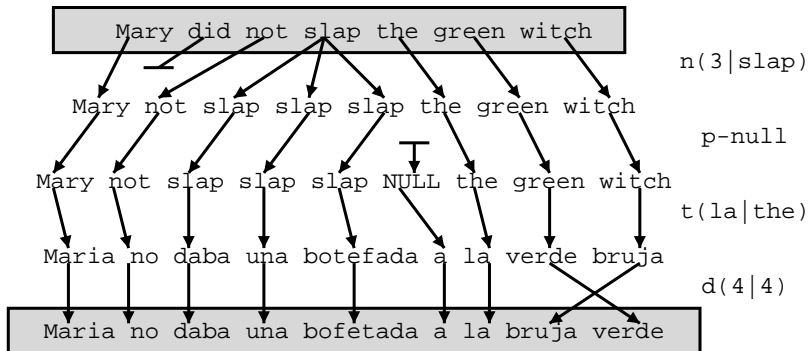 Mary did not slap the green witch
n(3|slap)
Mary not slap slap slap the green witch
p-null
Mary not slap slap slap NULL the green witch
t(la|the)
Maria no daba una botefada a la verde bruja
d(4|4)
Maria no daba una bofetada a la bruja verde